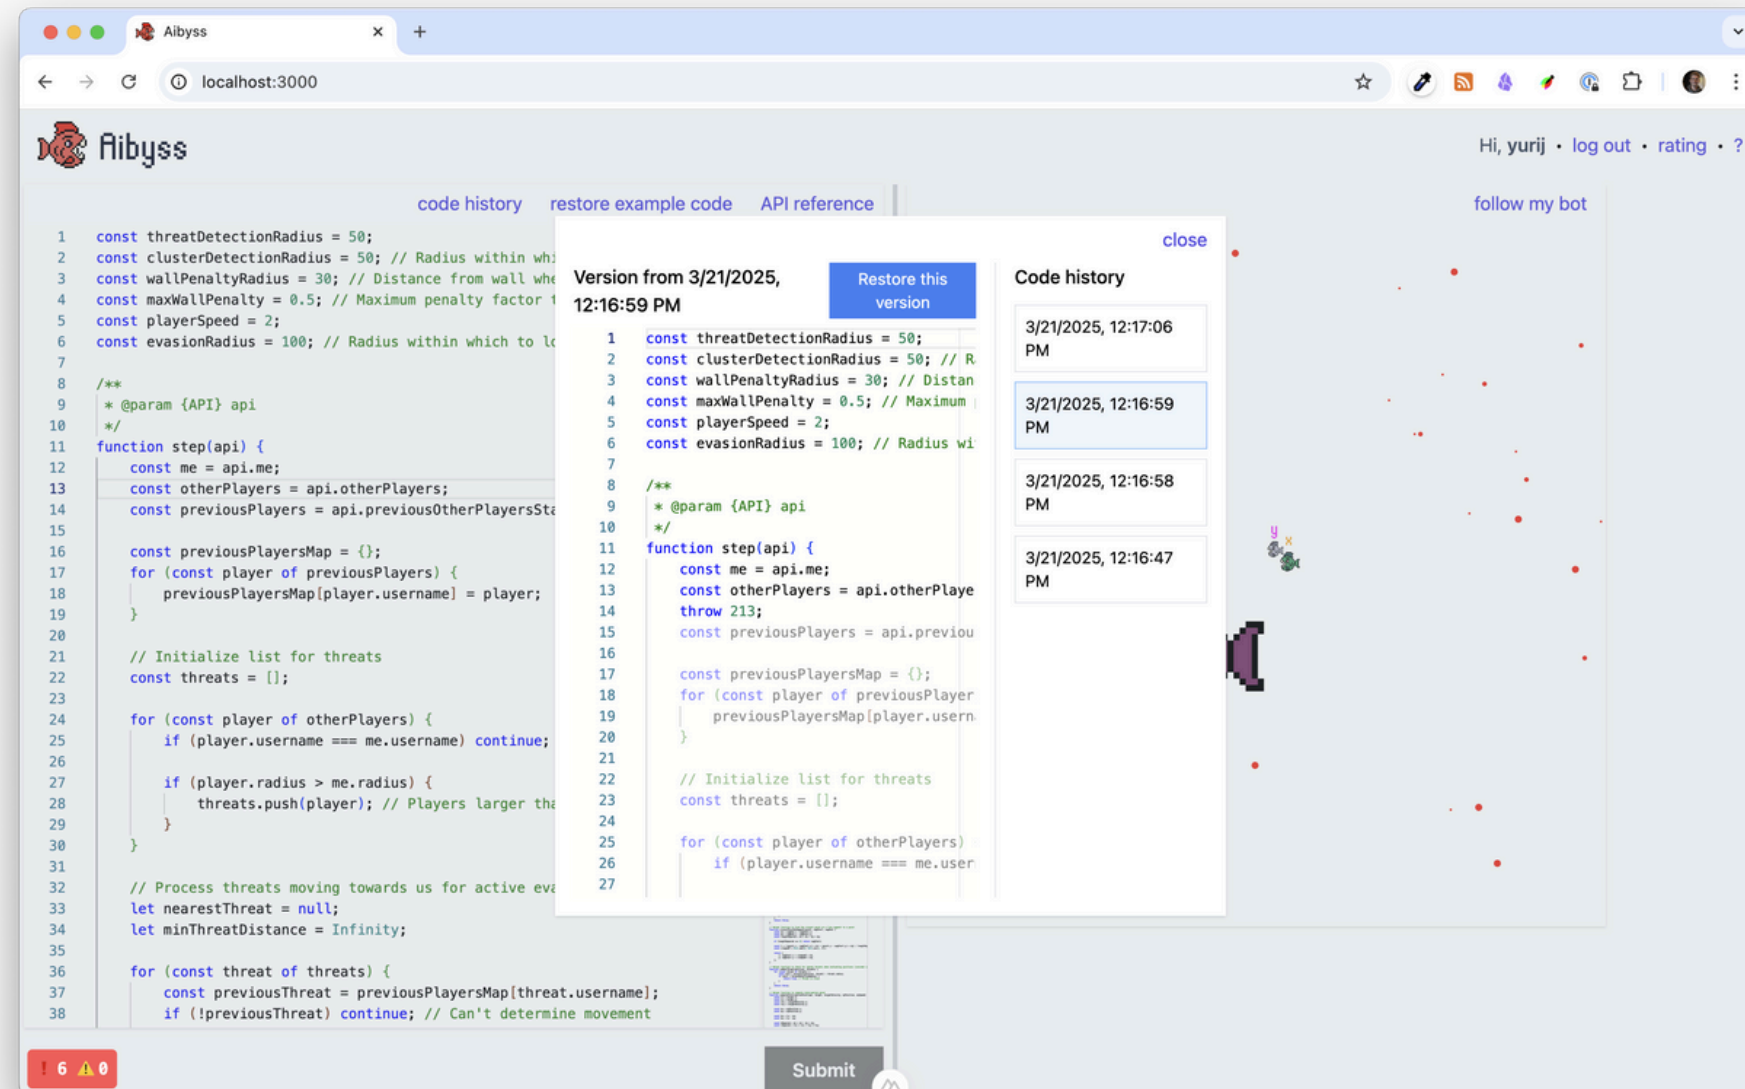 Aibyss
localhost:3000
Aibyss
Hi, yurij • log out • rating • ?
code history restore example code API reference
follow my bot
1 const threatDetectionRadius = 50;
2 const clusterDetectionRadius = 50; // Radius within
3 const wallPenaltyRadius = 30; // Distance from wall
4 const maxWallPenalty = 0.5; // Maximum penalty factor
5 const playerSpeed = 2;
6 const evasionRadius = 100; // Radius within which to
7
8 /**
9 * @param {API} api
10 */
11 function step(api) {
12 const me = api.me;
13 const otherPlayers = api.otherPlayers;
14 const previousPlayers = api.previousOtherPlayersSta
15
16 const previousPlayersMap = {};
17 for (const player of previousPlayers) {
18 previousPlayersMap[player.username] = player;
19 }
20
21 // Initialize list for threats
22 const threats = [];
23
24 for (const player of otherPlayers) {
25 if (player.username === me.username) continue;
26
27 if (player.radius > me.radius) {
28 threats.push(player); // Players larger tha
29 }
30 }
31
32 // Process threats moving towards us for active eva
33 let nearestThreat = null;
34 let minThreatDistance = Infinity;
35
36 for (const threat of threats) {
37 const previousThreat = previousPlayersMap[threat.username];
38 if (!previousThreat) continue; // Can't determine movement
6 0
Submit
close
Version from 3/21/2025,
12:16:59 PM
Restore this
version
1 const threatDetectionRadius = 50;
2 const clusterDetectionRadius = 50; // R
3 const wallPenaltyRadius = 30; // Distan
4 const maxWallPenalty = 0.5; // Maximum
5 const playerSpeed = 2;
6 const evasionRadius = 100; // Radius wi
7
8 /**
9 * @param {API} api
10 */
11 function step(api) {
12 const me = api.me;
13 const otherPlayers = api.otherPlaye
14 throw 213;
15 const previousPlayers = api.previou
16
17 const previousPlayersMap = {};
18 for (const player of previousPlayer
19 previousPlayersMap[player.usern
20 }
21
22 // Initialize list for threats
23 const threats = [];
24
25 for (const player of otherPlayers)
26 if (player.username === me.user
27
Code history
3/21/2025, 12:17:06
PM
3/21/2025, 12:16:59
PM
3/21/2025, 12:16:58
PM
3/21/2025, 12:16:47
PM
y
x